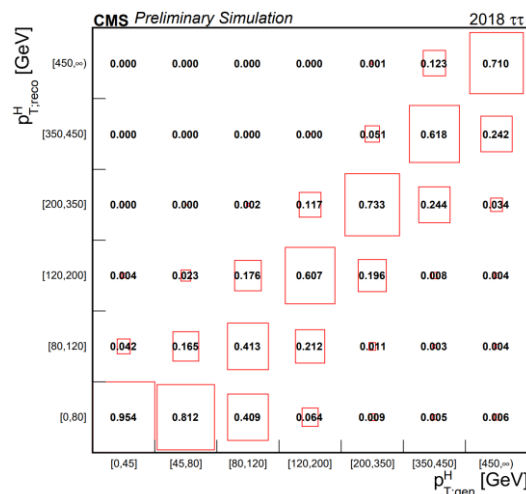 CMS Preliminary Simulation 2018 ττ
p^H_T;reco [GeV]
[450,∞) 0.000 0.000 0.000 0.000 0.001 0.123 0.710
[350,450] 0.000 0.000 0.000 0.000 0.051 0.618 0.242
[200,350] 0.000 0.000 0.002 0.117 0.733 0.244 0.034
[120,200] 0.004 0.023 0.176 0.607 0.196 0.008 0.004
[80,120] 0.042 0.165 0.413 0.212 0.011 0.003 0.004
[0,80] 0.954 0.812 0.409 0.064 0.009 0.005 0.006
[0,45] [45,80] [80,120] [120,200] [200,350] [350,450] [450,∞)
p^H_T;gen [GeV]